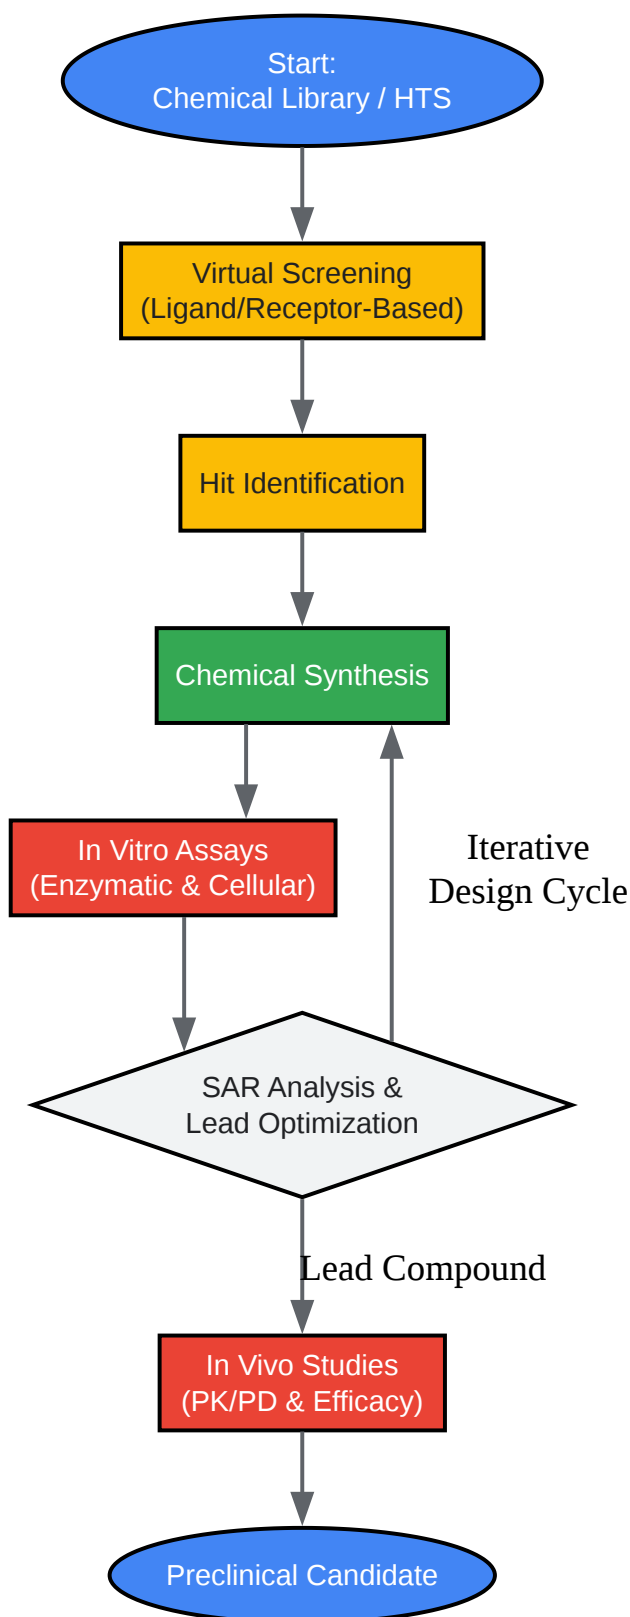 Start:
Chemical Library / HTS
Virtual Screening
(Ligand/Receptor-Based)
Hit Identification
Chemical Synthesis
In Vitro Assays
(Enzymatic & Cellular)
Iterative
Design Cycle
SAR Analysis &
Lead Optimization
Lead Compound
In Vivo Studies
(PK/PD & Efficacy)
Preclinical Candidate